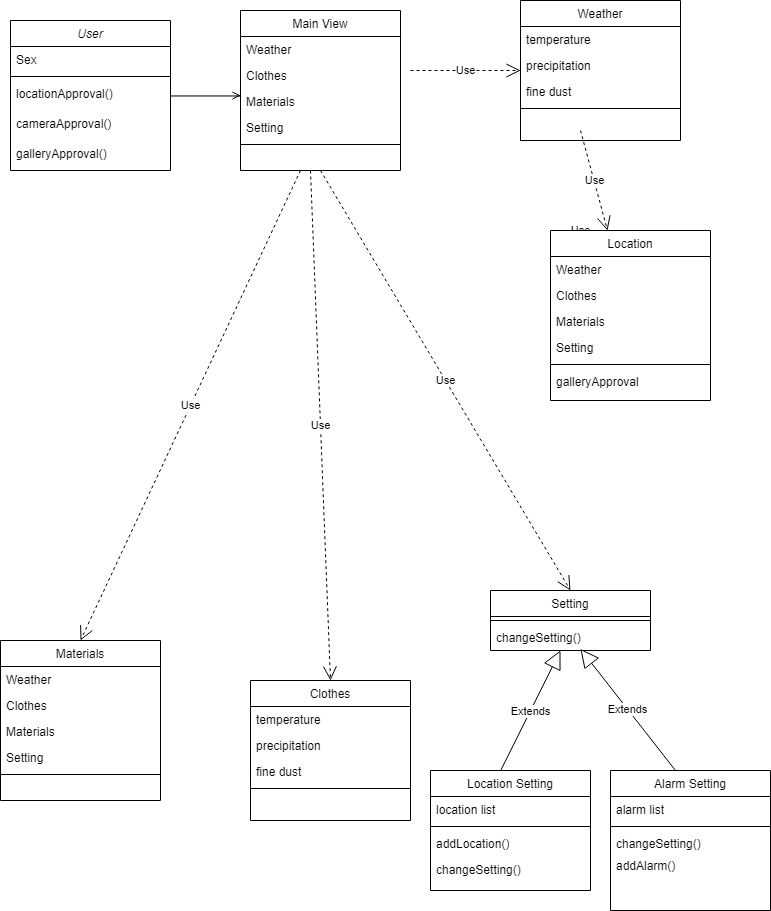 User
Sex
locationApproval()
cameraApproval()
galleryApproval()
Main View
Weather
Clothes
Materials
Setting
Use
Weather
temperature
precipitation
fine dust
Use
Use
Location
Weather
Clothes
Materials
Setting
galleryApproval
Use
Use
Use
Materials
Weather
Clothes
Materials
Setting
Clothes
temperature
precipitation
fine dust
Setting
changeSetting()
Extends
Extends
Location Setting
location list
addLocation()
changeSetting()
Alarm Setting
alarm list
changeSetting()
addAlarm()